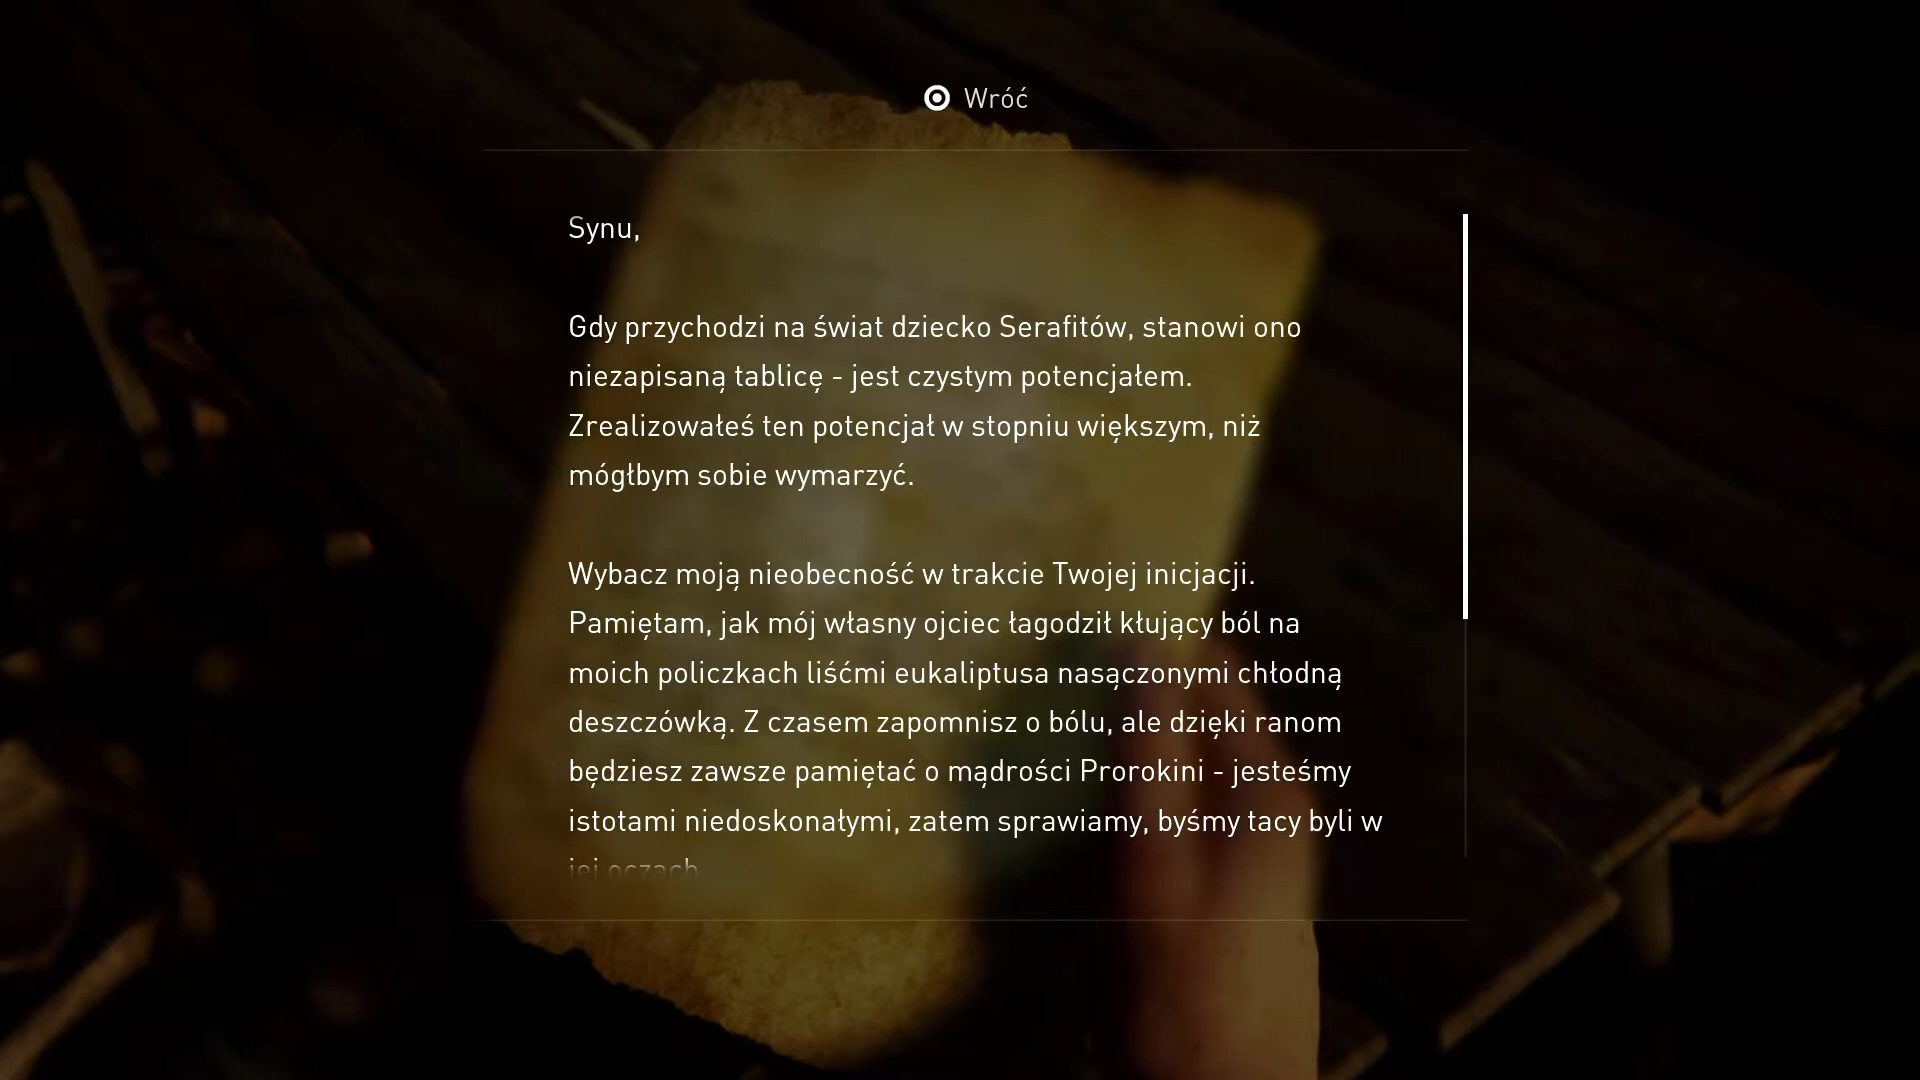 Wróć
Synu,
Gdy przychodzi na świat dziecko Serafitów, stanowi ono
niezapisaną tablicę - jest czystym potencjałem.
Zrealizowałeś ten potencjał w stopniu większym, niż
mógłbym sobie wymarzyć.
Wybacz moją nieobecność w trakcie Twojej inicjacji.
Pamiętam, jak mój własny ojciec łagodził kłujący ból na
moich policzkach liśćmi eukaliptusa nasączonymi chłodną
deszczówką. Z czasem zapomnisz o bólu, ale dzięki ranom
będziesz zawsze pamiętać o mądrości Prorokini - jesteśmy
istotami niedoskonałymi, zatem sprawiamy, byśmy tacy byli w
jej oczach